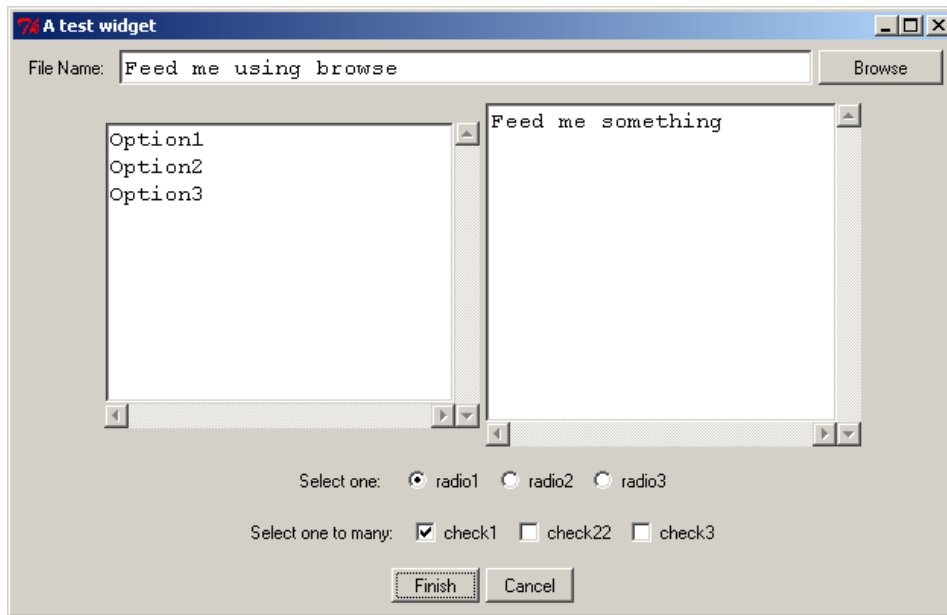 A test widget
File Name: Feed me using browse Browse
Option1
Option2
Option3
Feed me something
Select one: radio1 radio2 radio3
Select one to many: check1 check22 check3
Finish Cancel